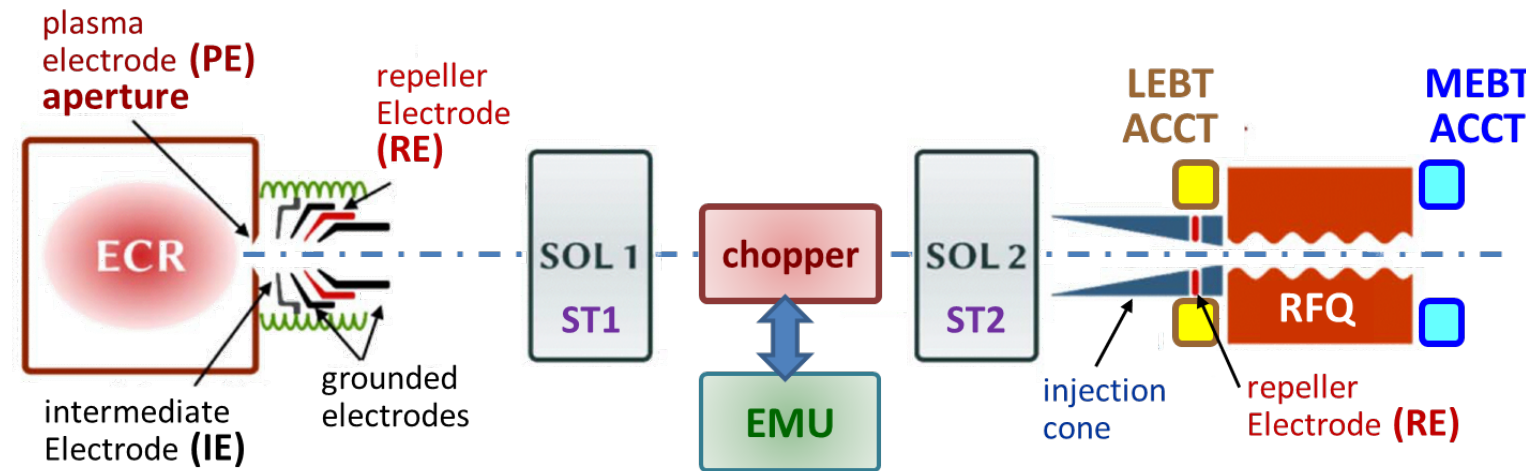 plasma
electrode (PE)
aperture
repeller
Electrode
(RE)
LEBT
ACCT
MEBT
ACCT
ECR
SOL 1
ST1
chopper
SOL 2
ST2
RFQ
EMU
intermediate
Electrode (IE)
grounded
electrodes
injection
cone
repeller
Electrode (RE)